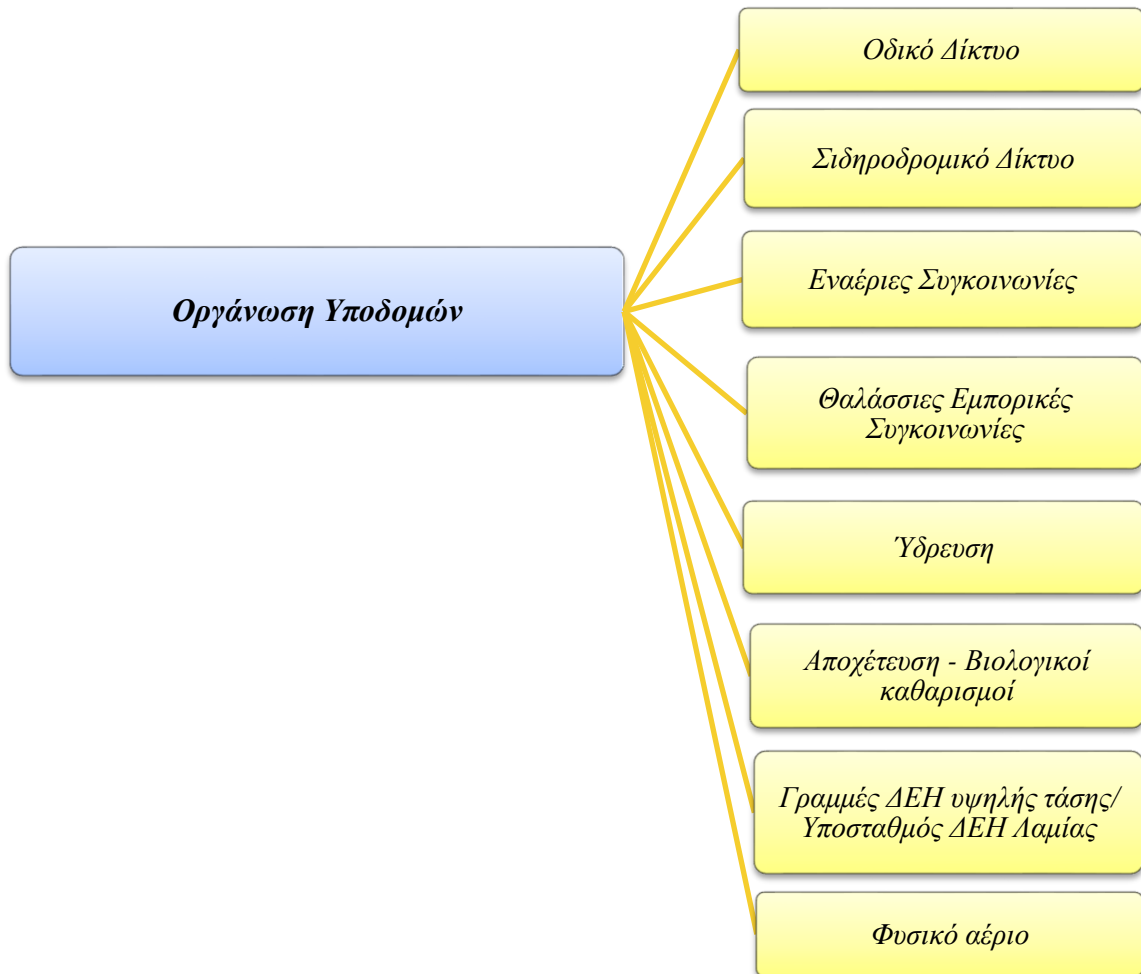 Οδικό Δίκτυο
Σιδηροδρομικό Δίκτυο
Οργάνωση Υποδομών
Εναέριες Συγκοινωνίες
Θαλάσσιες Εμπορικές
Συγκοινωνίες
Ύδρευση
Αποχέτευση - Βιολογικοί
καθαρισμοί
Γραμμές ΔΕΗ υψηλής τάσης/
Υποσταθμός ΔΕΗ Λαμίας
Φυσικό αέριο